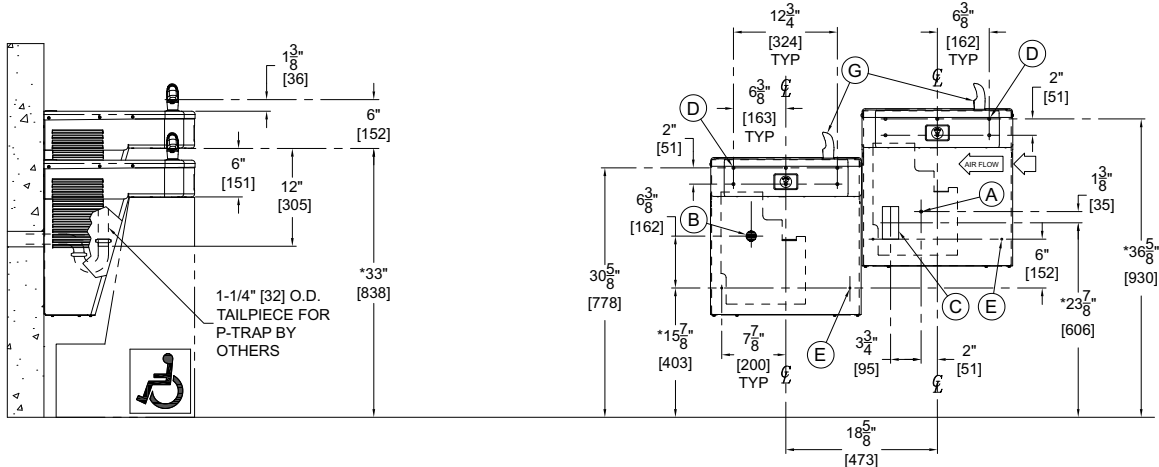 1 3/8"
[36]
6"
[152]
6"
[151]
12"
[305]
*33"
[838]
1-1/4" [32] O.D.
TAILPIECE FOR
P-TRAP BY
OTHERS
12 3/4"
[324]
TYP
6 3/8"
[162]
TYP
G
D
℄
℄
6 3/8"
[163]
TYP
2"
[51]
D
2"
[51]
AIR FLOW
A
1 3/8"
[35]
6 3/8"
[162]
B
*36 5/8"
[930]
30 5/8"
[778]
6"
[152]
C
E
*23 7/8"
[606]
*15 7/8"
[403]
7 7/8"
[200]
TYP
℄
E
3 3/4"
[95]
2"
[51]
℄
18 5/8"
[473]